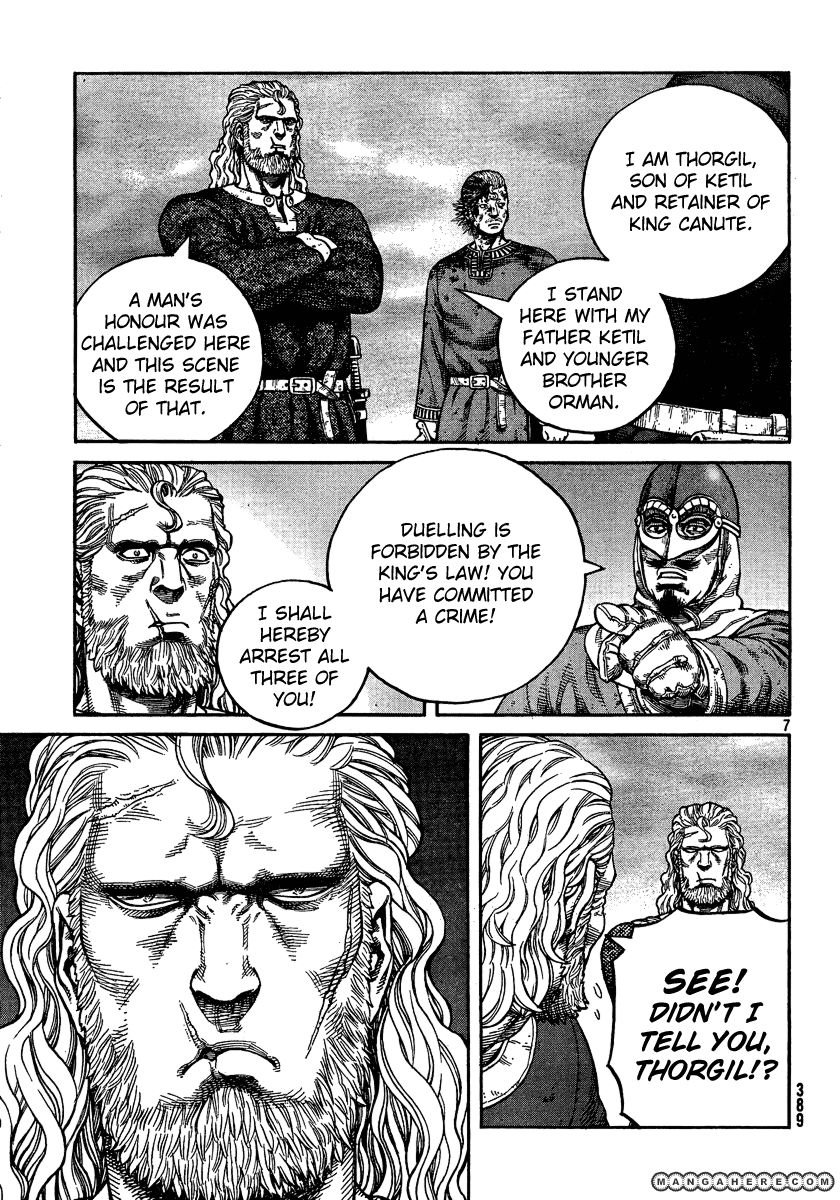 I AM THORGIL,
SON OF KETIL
AND RETAINER OF
KING CANUTE.
I STAND
HERE WITH MY
FATHER KETIL
AND YOUNGER
BROTHER
ORMAN.
A MAN'S
HONOUR WAS
CHALLENGED HERE
AND THIS SCENE
IS THE RESULT
OF THAT.
DUELLING IS
FORBIDDEN BY THE
KING'S LAW! YOU
HAVE COMMITTED
A CRIME!
I SHALL
HEREBY
ARREST ALL
THREE OF
YOU!
7
SEE!
DIDN'T I
TELL YOU,
THORGIL!?
389
MANGAHERE.COM